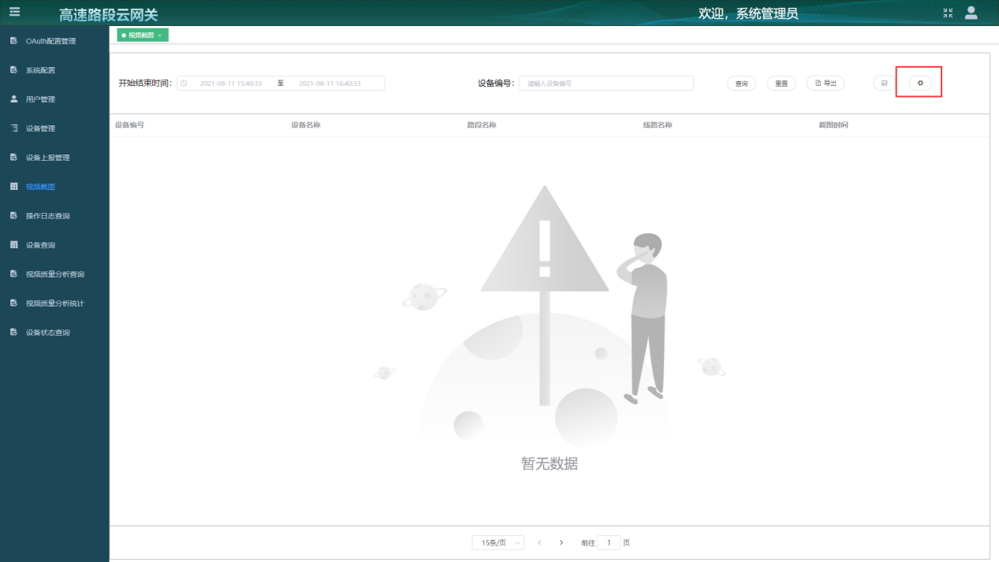 高速路段云网关
欢迎，系统管理员
OAuth配置管理
系统配置
用户管理
设备管理
设备上报管理
视频截图
操作日志查询
设备查询
视频质量分析查询
视频质量分析统计
设备状态查询
视频截图 ×
开始结束时间： 2021-08-11 15:40:33 至 2021-08-11 16:40:33 设备编号： 请输入设备编号 查询 重置 导出
设备编号 设备名称 路段名称 线路名称 截图时间
暂无数据
15条/页 前往 1 页